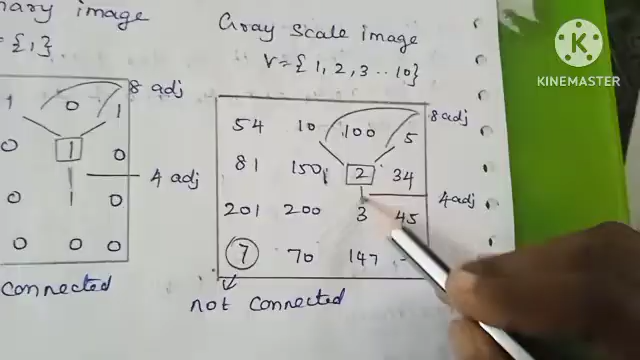 nary image
= {1}
1 0 1
8 adj
0 1 0
4 adj
0 1 0
0 0 0
connected
Gray scale image
V = { 1, 2, 3 .. 10}
54 10 100 5
8 adj
81 150 2 34
4 adj
201 200 3 45
7 70 147
not connected
KINEMASTER